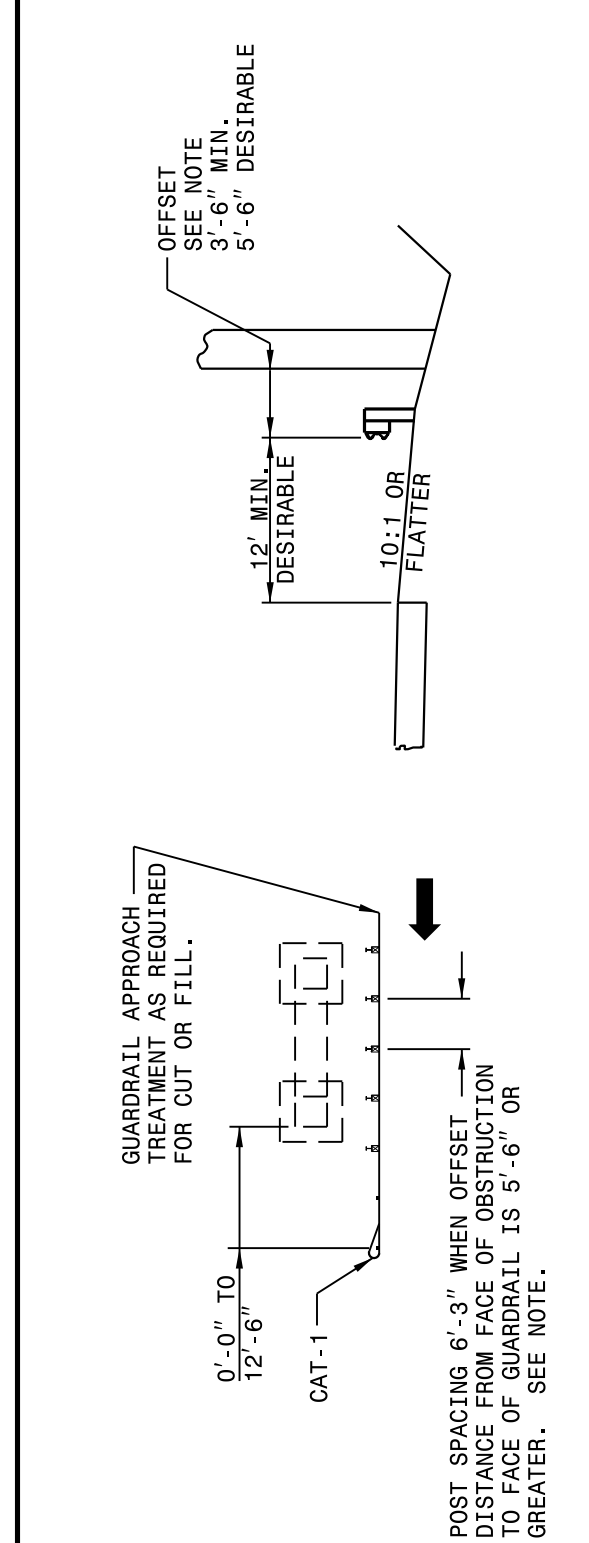 GUARDRAIL APPROACH
TREATMENT AS REQUIRED
FOR CUT OR FILL.
0'-0" TO
12'-6"
CAT-1
POST SPACING 6'-3" WHEN OFFSET
DISTANCE FROM FACE OF OBSTRUCTION
TO FACE OF GUARDRAIL IS 5'-6" OR
GREATER. SEE NOTE.
OFFSET
SEE NOTE
3'-6" MIN.
5'-6" DESIRABLE
12' MIN.
DESIRABLE
10:1 OR
FLATTER